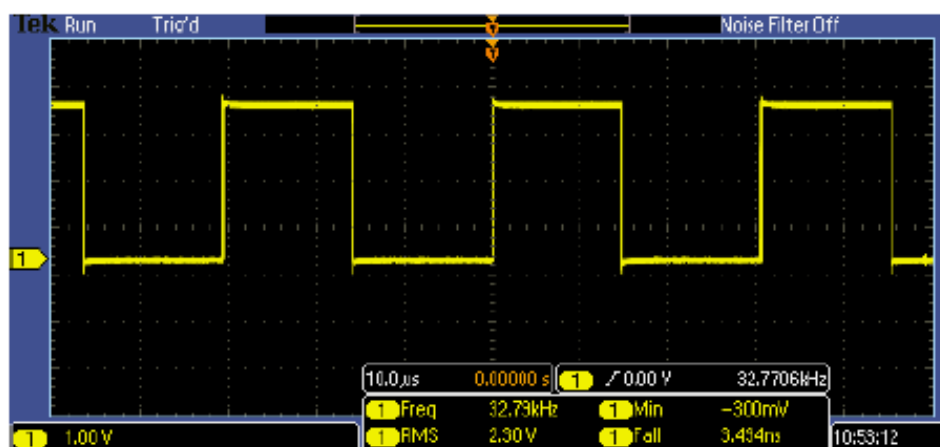 Tek Run Trig'd Noise Filter Off
1
10.0µs 0.00000 s 1 / 0.00 V 32.7706kHz
1 Freq 32.79kHz 1 Min -300mV
1 1.00 V 1 RMS 2.30 V 1 Fall 3.494ns 10:53:12